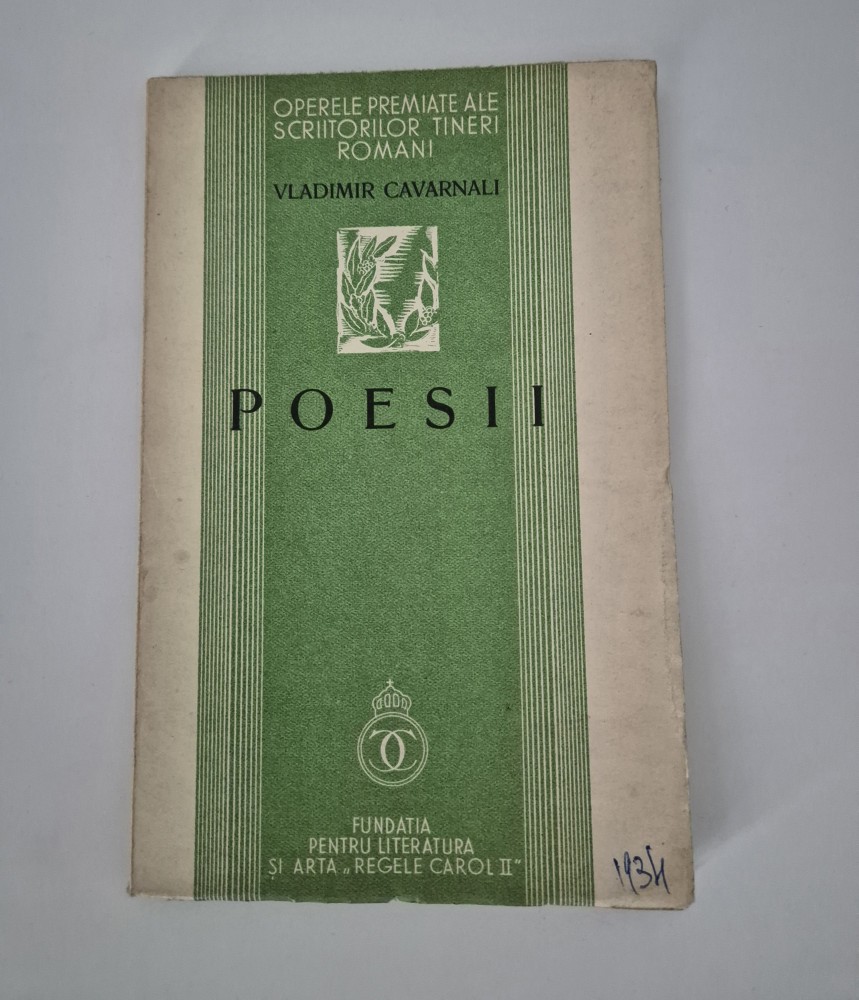 OPERELE PREMIATE ALE
SCRIITORILOR TINERI
ROMANI
VLADIMIR CAVARNALI
POESII
FUNDATIA
PENTRU LITERATURA
ȘI ARTA „REGELE CAROL II"
1934